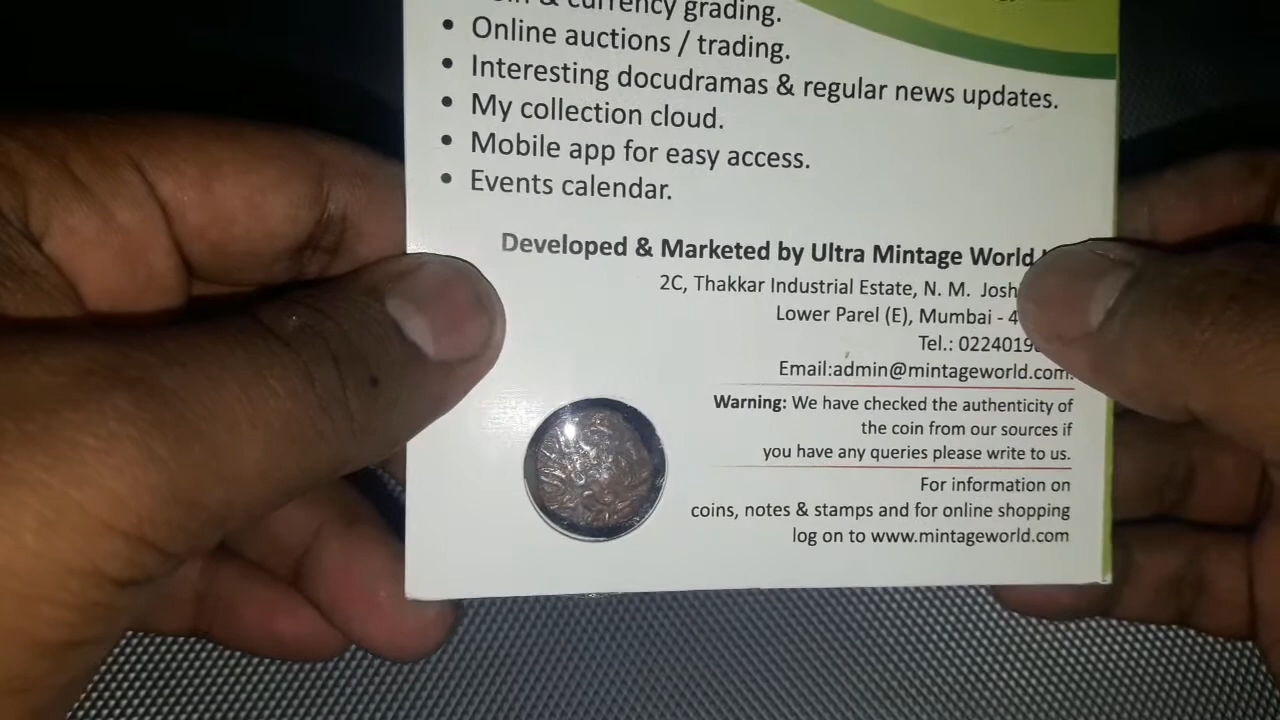 & currency grading.
• Online auctions / trading.
• Interesting docudramas & regular news updates.
• My collection cloud.
• Mobile app for easy access.
• Events calendar.
Developed & Marketed by Ultra Mintage World
2C, Thakkar Industrial Estate, N. M. Josh
Lower Parel (E), Mumbai - 4
Tel.: 0224019
Email:admin@mintageworld.com.
Warning: We have checked the authenticity of
the coin from our sources if
you have any queries please write to us.
For information on
coins, notes & stamps and for online shopping
log on to www.mintageworld.com